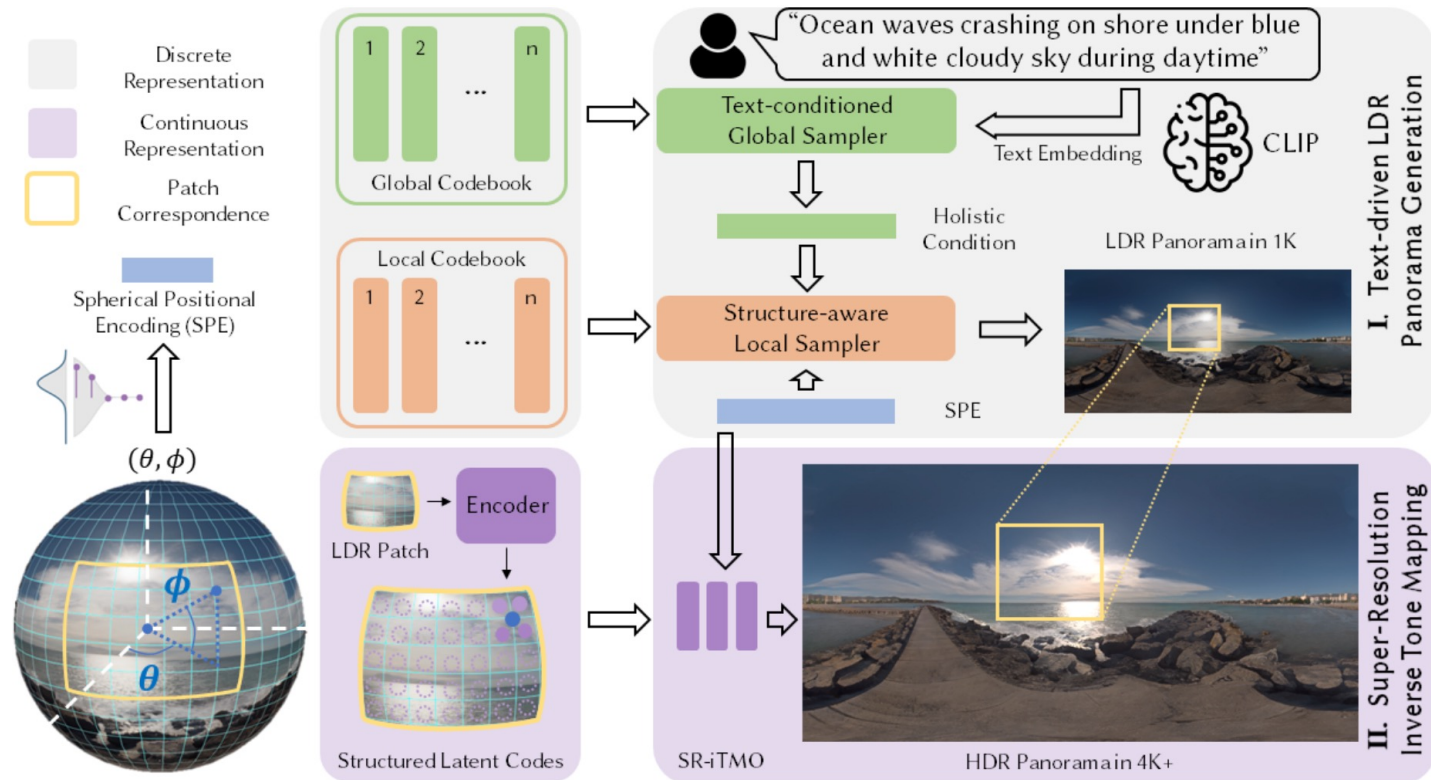 Discrete
Representation
Continuous
Representation
Patch
Correspondence
Spherical Positional
Encoding (SPE)
(θ, ϕ)
ϕ
θ
1 2 ... n
Global Codebook
Local Codebook
1 2 ... n
LDR Patch
Encoder
Structured Latent Codes
“Ocean waves crashing on shore under blue
and white cloudy sky during daytime”
Text-conditioned
Global Sampler
Text Embedding
CLIP
Holistic
Condition
LDR Panorama in 1K
Structure-aware
Local Sampler
SPE
SR-iTMO
HDR Panorama in 4K+
I. Text-driven LDR
Panorama Generation
II. Super-Resolution
Inverse Tone Mapping